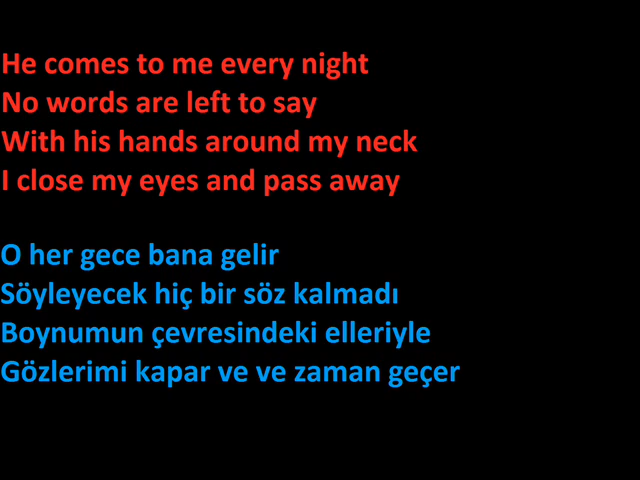 He comes to me every night
No words are left to say
With his hands around my neck
I close my eyes and pass away
O her gece bana gelir
Söyleyecek hiç bir söz kalmadı
Boynumun çevresindeki elleriyle
Gözlerimi kapar ve ve zaman geçer